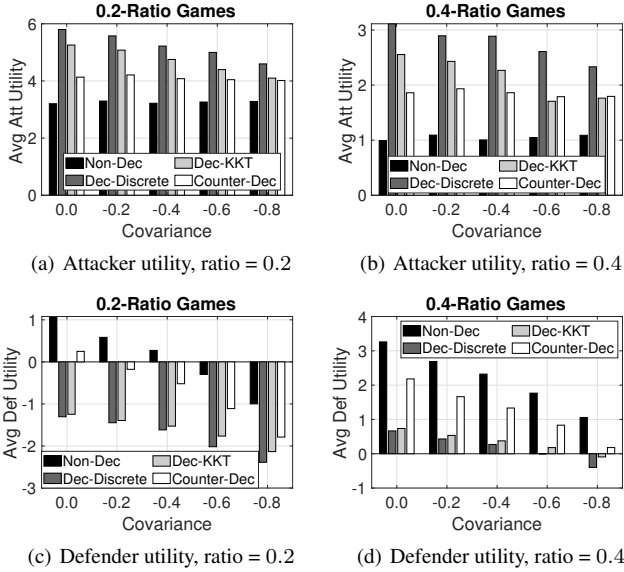 0.2-Ratio Games
Avg Att Utility
6
4
2
0
Non-Dec Dec-KKT
Dec-Discrete Counter-Dec
0.0 -0.2 -0.4 -0.6 -0.8
Covariance
(a) Attacker utility, ratio = 0.2
0.4-Ratio Games
Avg Att Utility
3
2
1
0
Non-Dec Dec-KKT
Dec-Discrete Counter-Dec
0.0 -0.2 -0.4 -0.6 -0.8
Covariance
(b) Attacker utility, ratio = 0.4
0.2-Ratio Games
Avg Def Utility
1
0
-1
-2
-3
Non-Dec Dec-KKT
Dec-Discrete Counter-Dec
0.0 -0.2 -0.4 -0.6 -0.8
Covariance
(c) Defender utility, ratio = 0.2
0.4-Ratio Games
Avg Def Utility
4
3
2
1
0
-1
Non-Dec Dec-KKT
Dec-Discrete Counter-Dec
0.0 -0.2 -0.4 -0.6 -0.8
Covariance
(d) Defender utility, ratio = 0.4